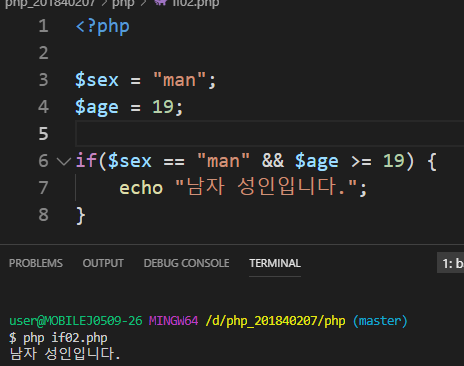 php_201840207 > php > if02.php
1 <?php
2
3 $sex = "man";
4 $age = 19;
5
6 if($sex == "man" && $age >= 19) {
7 echo "남자 성인입니다.";
8 }
PROBLEMS OUTPUT DEBUG CONSOLE TERMINAL 1: ba
user@MOBILEJ0509-26 MINGW64 /d/php_201840207/php (master)
$ php if02.php
남자 성인입니다.